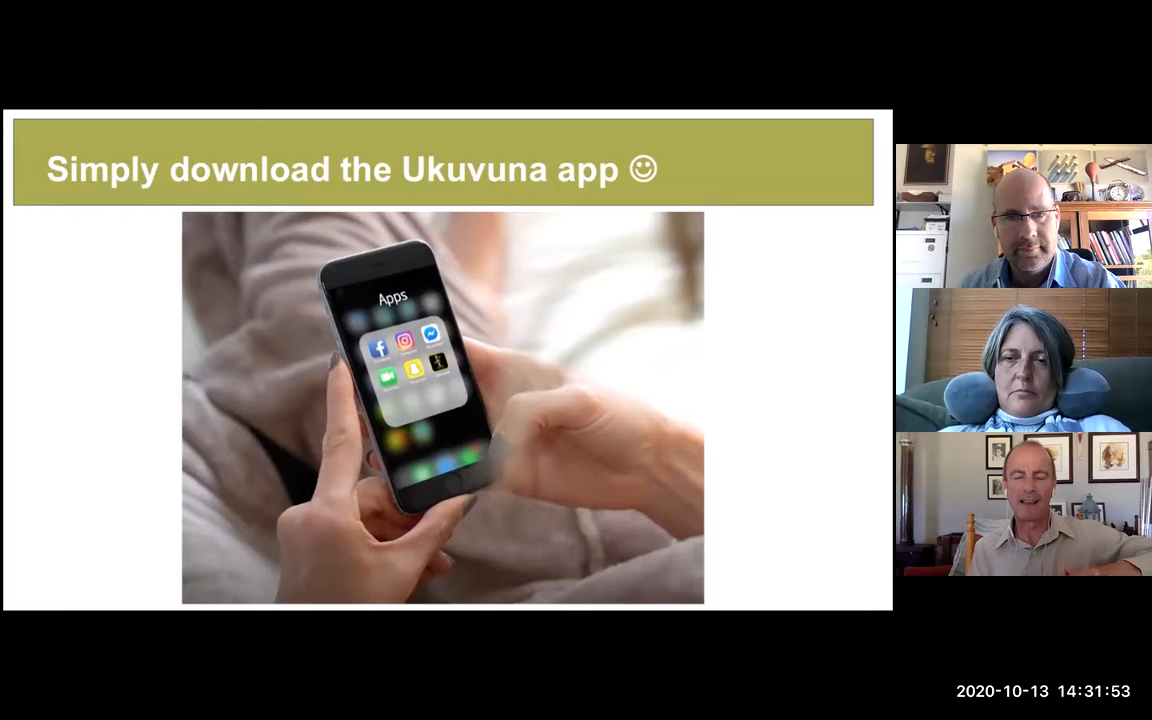 Simply download the Ukuvuna app ☺
Apps
2020-10-13 14:31:53